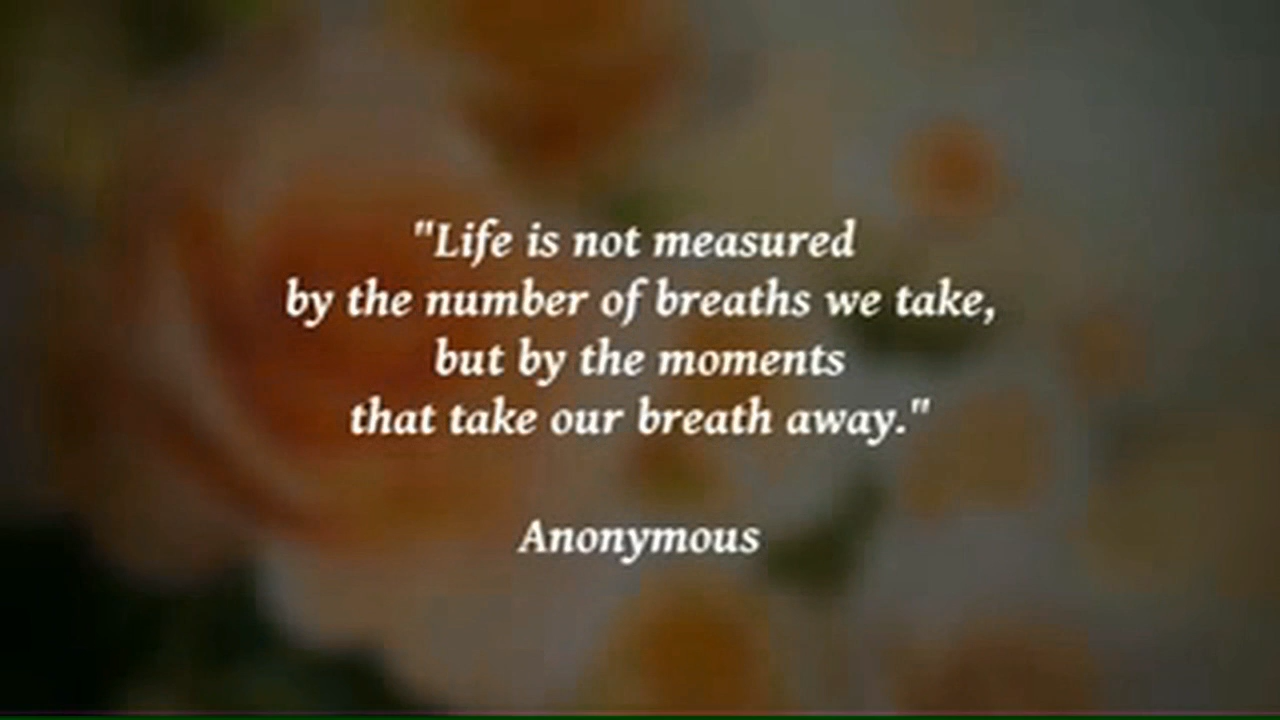 "Life is not measured
by the number of breaths we take,
but by the moments
that take our breath away."
Anonymous